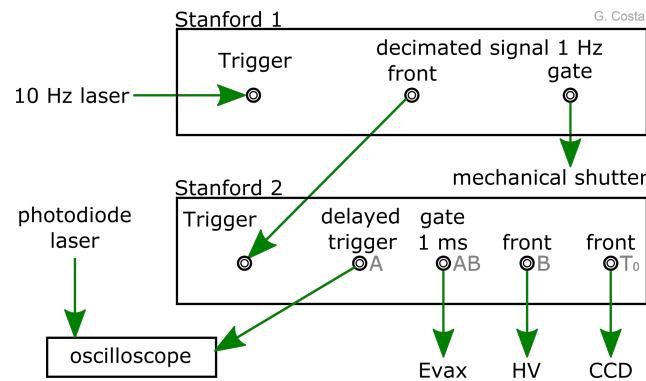 G. Costa
Stanford 1
decimated signal 1 Hz
Trigger
front
gate
10 Hz laser
mechanical shutter
Stanford 2
photodiode
laser
Trigger
delayed
trigger
A
gate
1 ms
AB
front
B
front
T₀
oscilloscope
Evax
HV
CCD